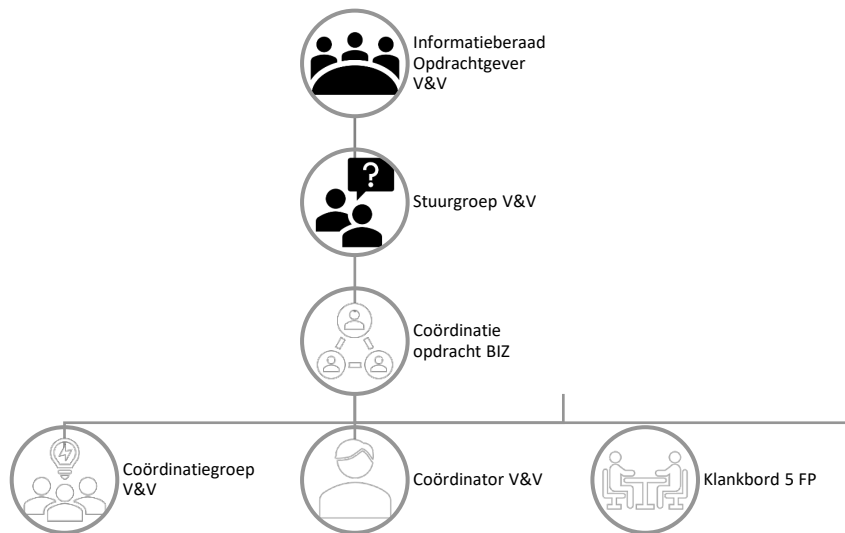 Informatieberaad
Opdrachtgever
V&V
?
Stuurgroep V&V
Coördinatie
opdracht BIZ
Coördinatiegroep
V&V
Coördinator V&V
Klankbord 5 FP